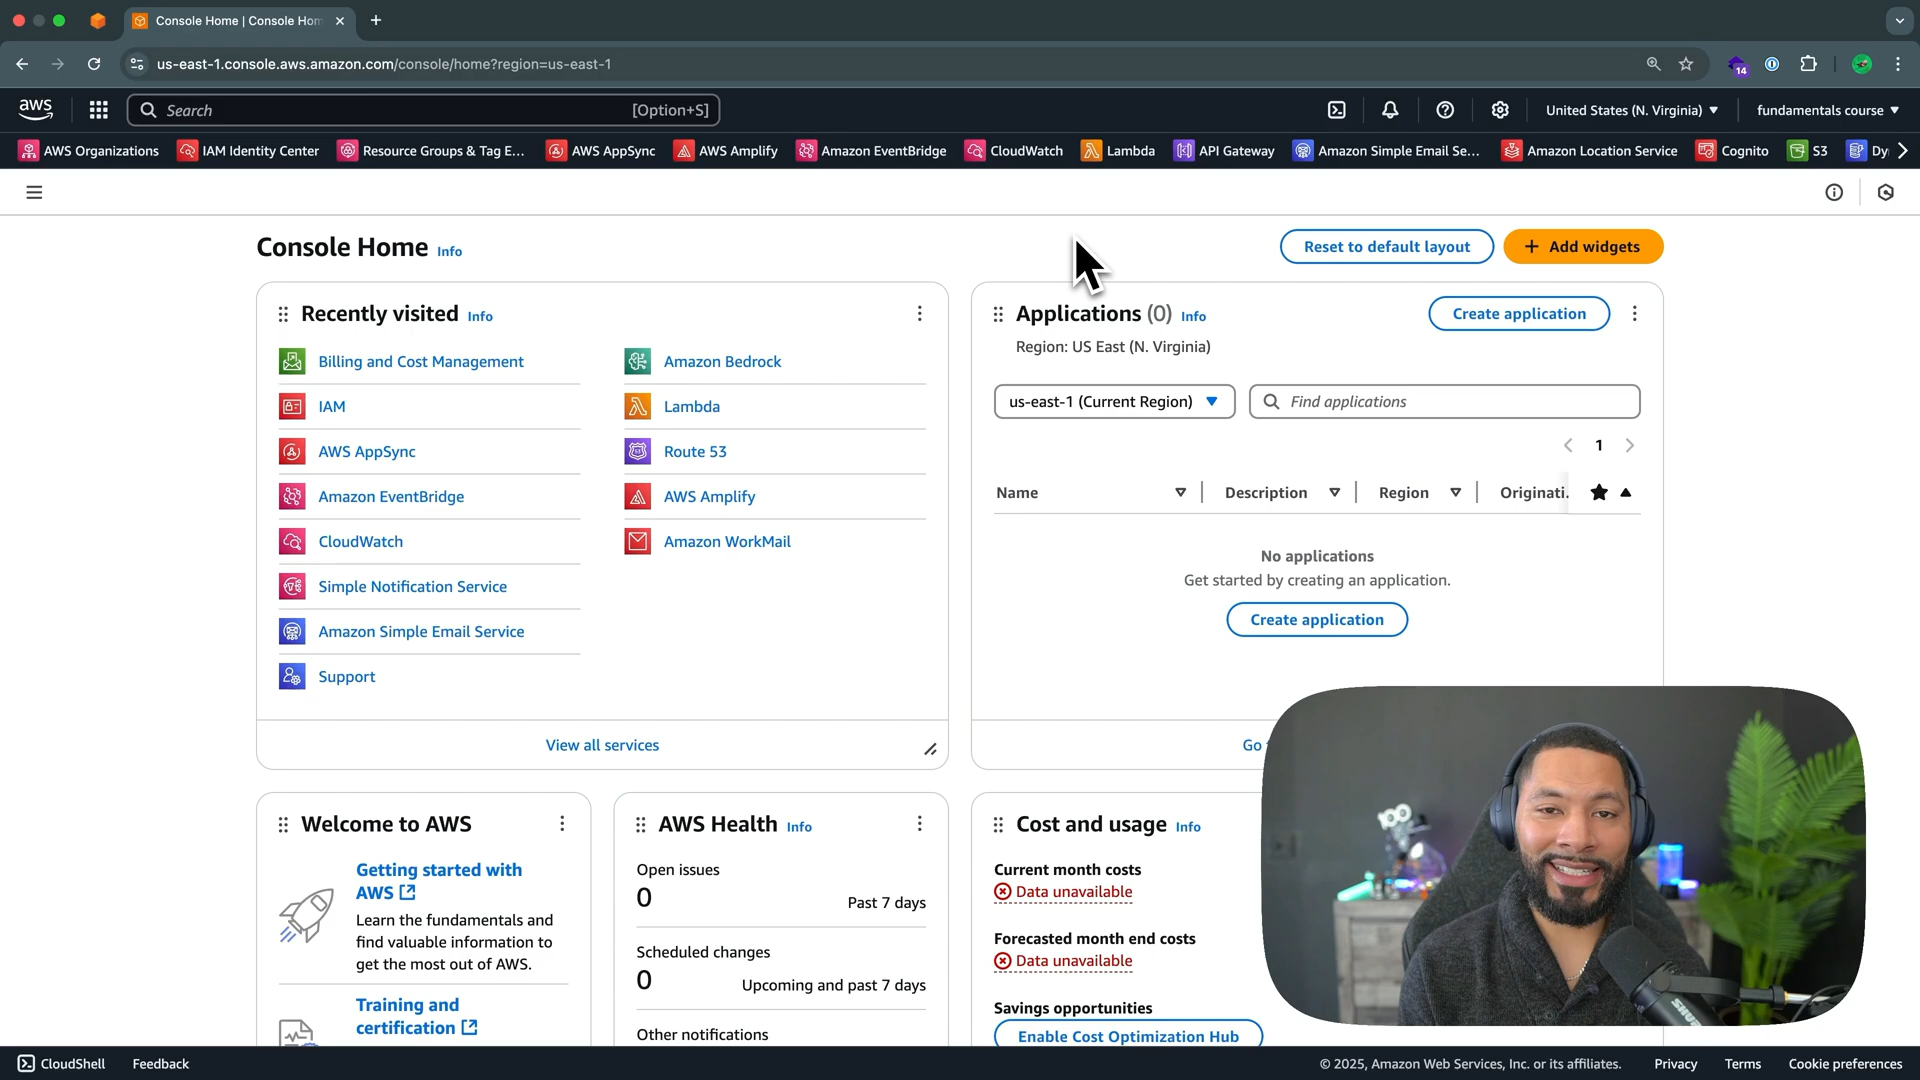 Console Home | Console Hom
us-east-1.console.aws.amazon.com/console/home?region=us-east-1
14
aws
Search
[Option+S]
United States (N. Virginia)
fundamentals course
AWS Organizations
IAM Identity Center
Resource Groups & Tag E...
AWS AppSync
AWS Amplify
Amazon EventBridge
CloudWatch
Lambda
API Gateway
Amazon Simple Email Se...
Amazon Location Service
Cognito
S3
Dy
Console Home Info
Reset to default layout
Add widgets
Recently visited Info
Billing and Cost Management
IAM
AWS AppSync
Amazon EventBridge
CloudWatch
Simple Notification Service
Amazon Simple Email Service
Support
Amazon Bedrock
Lambda
Route 53
AWS Amplify
Amazon WorkMail
View all services
Applications (0) Info
Create application
Region: US East (N. Virginia)
us-east-1 (Current Region)
Find applications
1
Name
Description
Region
Originati.
No applications
Get started by creating an application.
Create application
Go
Welcome to AWS
Getting started with
AWS
Learn the fundamentals and
find valuable information to
get the most out of AWS.
Training and
certification
AWS Health Info
Open issues
0
Past 7 days
Scheduled changes
0
Upcoming and past 7 days
Other notifications
Cost and usage Info
Current month costs
Data unavailable
Forecasted month end costs
Data unavailable
Savings opportunities
Enable Cost Optimization Hub
100
CloudShell
Feedback
© 2025, Amazon Web Services, Inc. or its affiliates.
Privacy
Terms
Cookie preferences